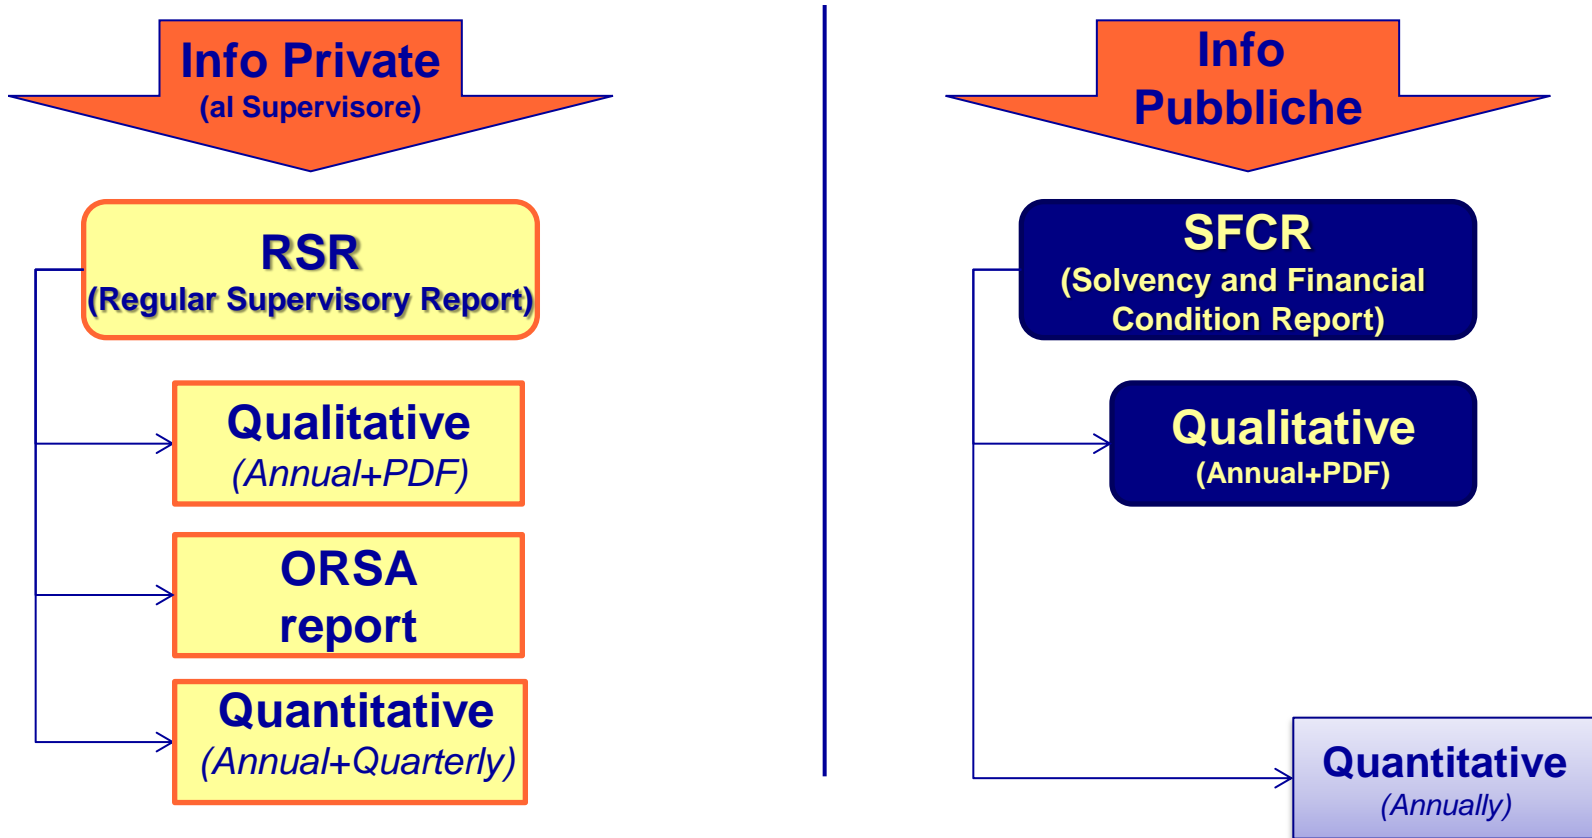 Info Private
(al Supervisore)
RSR
(Regular Supervisory Report)
Qualitative
(Annual+PDF)
ORSA
report
Quantitative
(Annual+Quarterly)
Info
Pubbliche
SFCR
(Solvency and Financial
Condition Report)
Qualitative
(Annual+PDF)
Quantitative
(Annually)